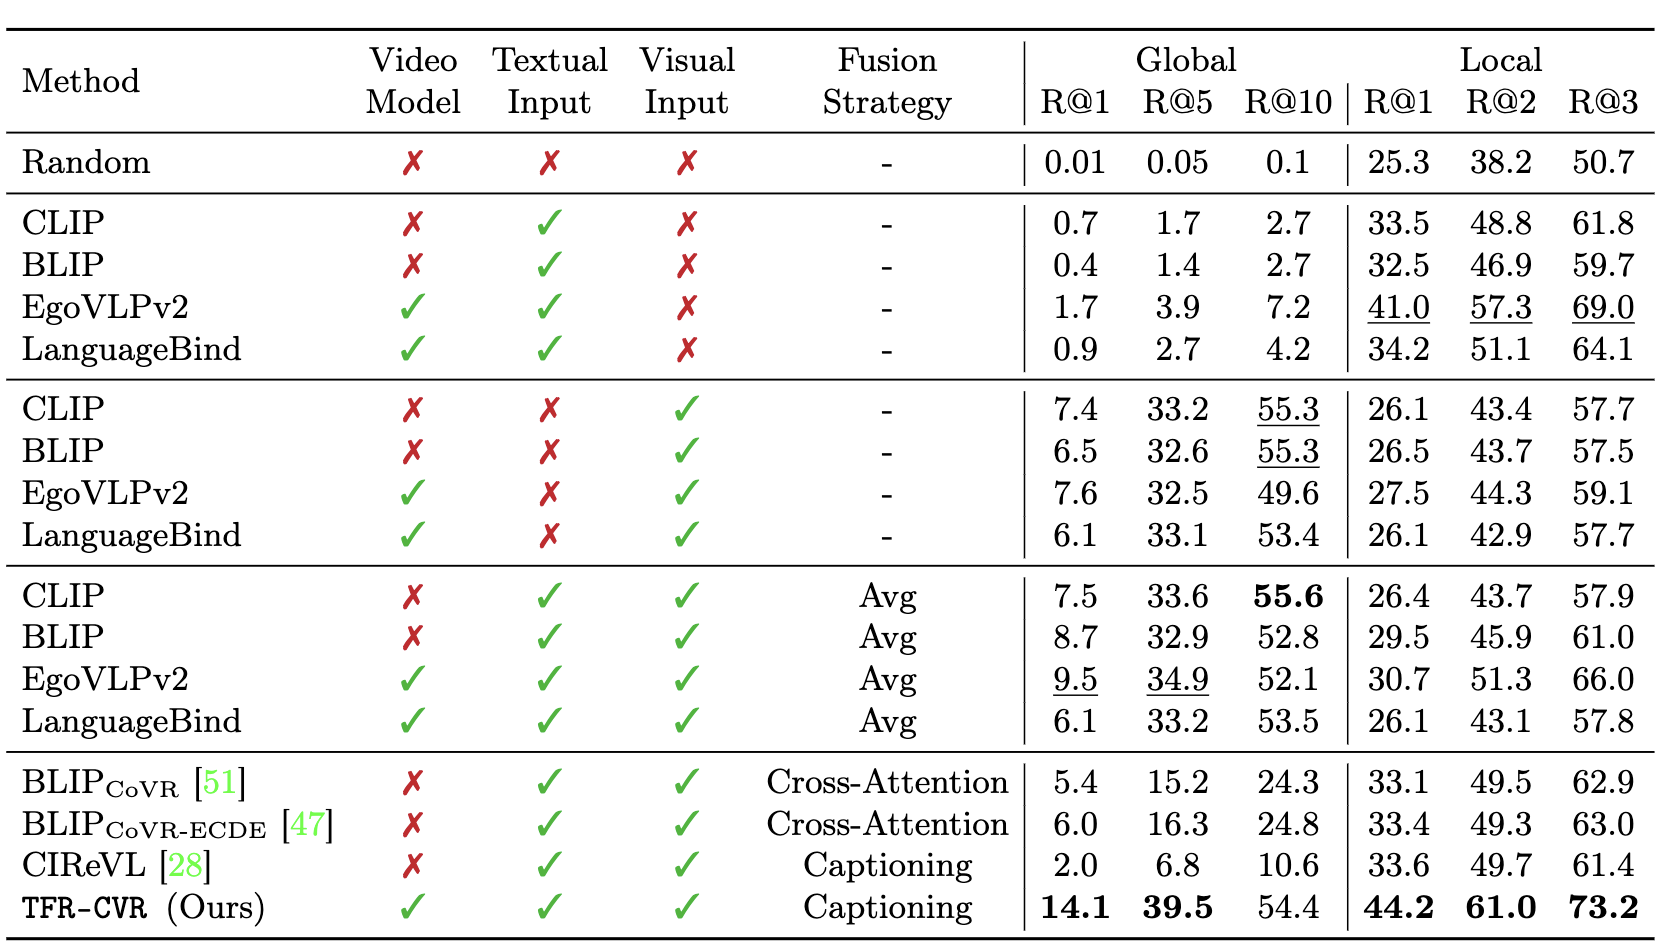 Method Video Model Textual Input Visual Input Fusion Strategy Global Local
R@1 R@5 R@10 R@1 R@2 R@3
Random ✗ ✗ ✗ - 0.01 0.05 0.1 25.3 38.2 50.7
CLIP ✗ ✓ ✗ - 0.7 1.7 2.7 33.5 48.8 61.8
BLIP ✗ ✓ ✗ - 0.4 1.4 2.7 32.5 46.9 59.7
EgoVLPv2 ✓ ✓ ✗ - 1.7 3.9 7.2 41.0 57.3 69.0
LanguageBind ✓ ✓ ✗ - 0.9 2.7 4.2 34.2 51.1 64.1
CLIP ✗ ✗ ✓ - 7.4 33.2 55.3 26.1 43.4 57.7
BLIP ✗ ✗ ✓ - 6.5 32.6 55.3 26.5 43.7 57.5
EgoVLPv2 ✓ ✗ ✓ - 7.6 32.5 49.6 27.5 44.3 59.1
LanguageBind ✓ ✗ ✓ - 6.1 33.1 53.4 26.1 42.9 57.7
CLIP ✗ ✓ ✓ Avg 7.5 33.6 55.6 26.4 43.7 57.9
BLIP ✗ ✓ ✓ Avg 8.7 32.9 52.8 29.5 45.9 61.0
EgoVLPv2 ✓ ✓ ✓ Avg 9.5 34.9 52.1 30.7 51.3 66.0
LanguageBind ✓ ✓ ✓ Avg 6.1 33.2 53.5 26.1 43.1 57.8
BLIPCoVR [51] ✗ ✓ ✓ Cross-Attention 5.4 15.2 24.3 33.1 49.5 62.9
BLIPCoVR-ECDE [47] ✗ ✓ ✓ Cross-Attention 6.0 16.3 24.8 33.4 49.3 63.0
CIReVL [28] ✗ ✓ ✓ Captioning 2.0 6.8 10.6 33.6 49.7 61.4
TFR-CVR (Ours) ✓ ✓ ✓ Captioning 14.1 39.5 54.4 44.2 61.0 73.2